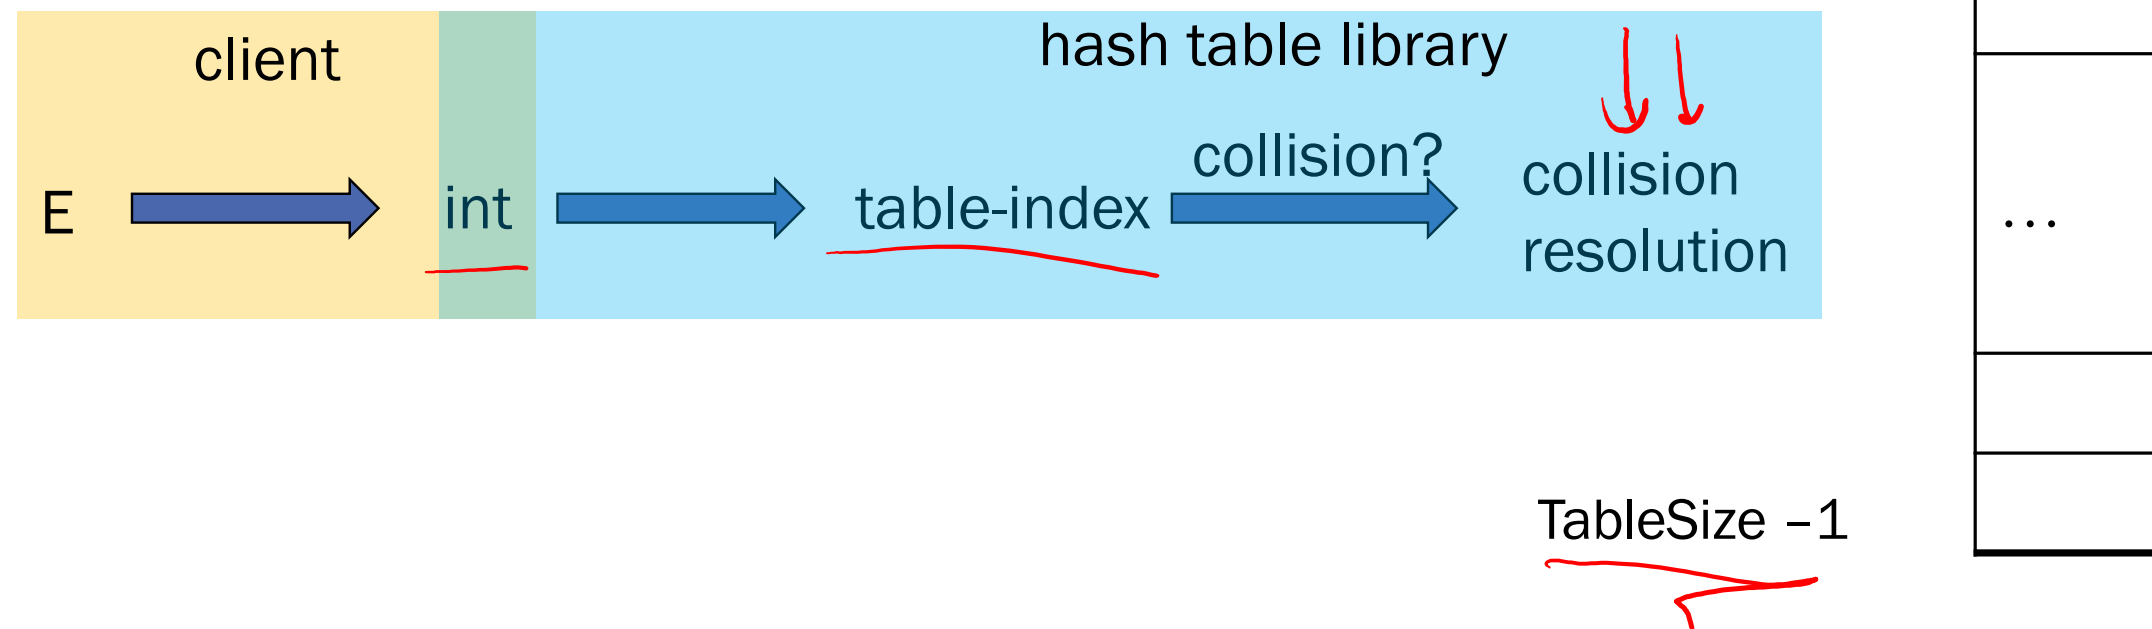 client
hash table library
E
int
table-index
collision?
collision
resolution
...
TableSize –1